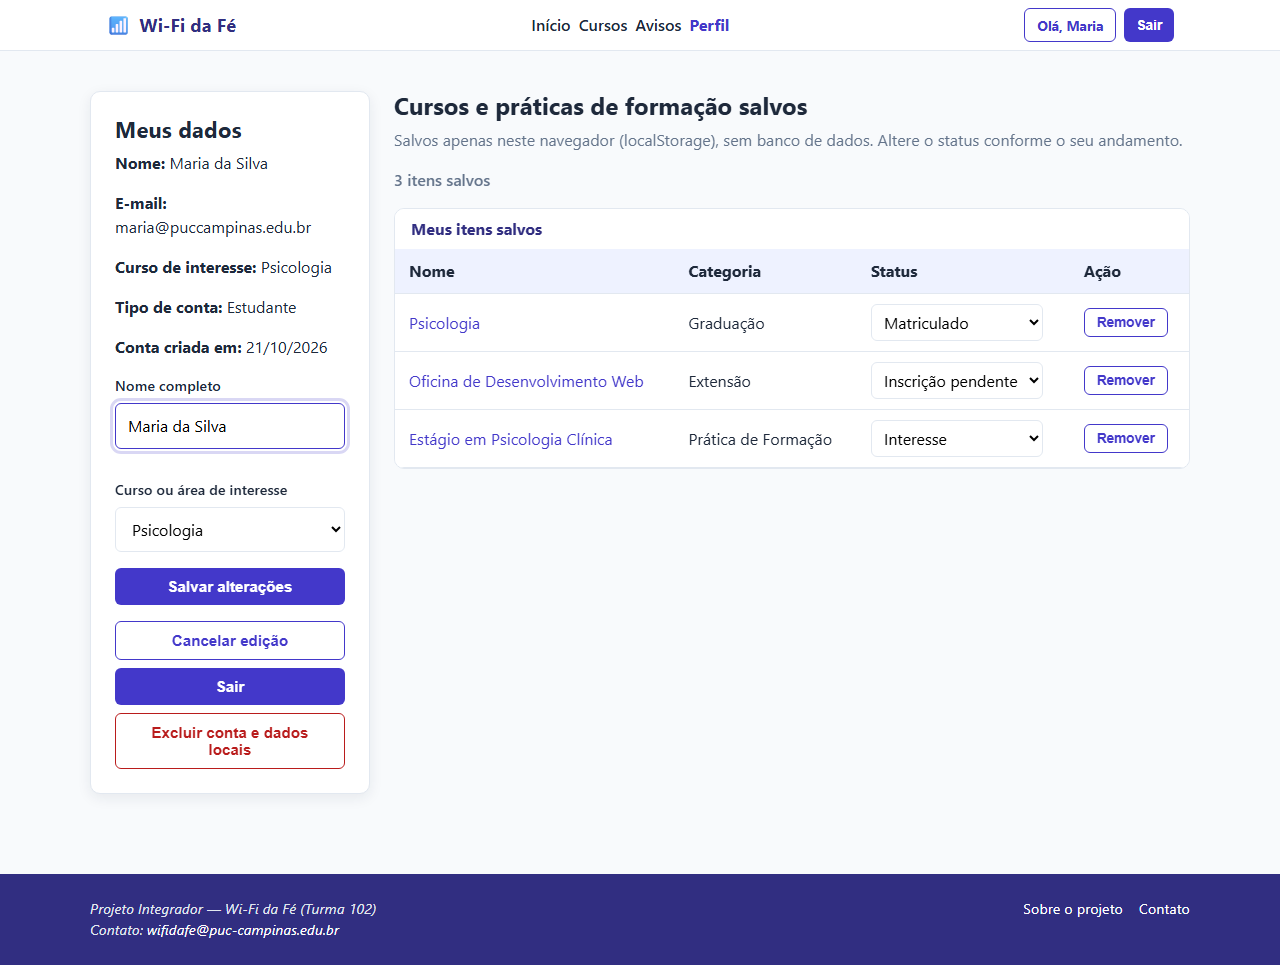 Wi-Fi da Fé
Início Cursos Avisos Perfil
Olá, Maria
Sair
Meus dados
Nome: Maria da Silva
E-mail:
maria@puccampinas.edu.br
Curso de interesse: Psicologia
Tipo de conta: Estudante
Conta criada em: 21/10/2026
Nome completo
Maria da Silva
Curso ou área de interesse
Psicologia
Salvar alterações
Cancelar edição
Sair
Excluir conta e dados
locais
Cursos e práticas de formação salvos
Salvos apenas neste navegador (localStorage), sem banco de dados. Altere o status conforme o seu andamento.
3 itens salvos
Meus itens salvos
Nome Categoria Status Ação
Psicologia Graduação Matriculado Remover
Oficina de Desenvolvimento Web Extensão Inscrição pendente Remover
Estágio em Psicologia Clínica Prática de Formação Interesse Remover
Projeto Integrador — Wi-Fi da Fé (Turma 102)
Contato: wifidafe@puc-campinas.edu.br
Sobre o projeto Contato